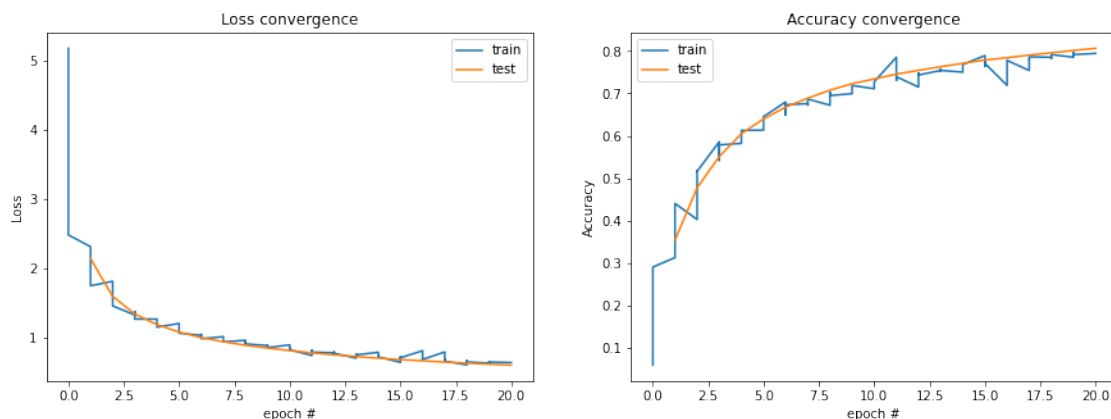 Loss convergence
train
test
5
4
3
2
1
Loss
0.0 2.5 5.0 7.5 10.0 12.5 15.0 17.5 20.0
epoch #
Accuracy convergence
train
test
0.8
0.7
0.6
0.5
0.4
0.3
0.2
0.1
Accuracy
0.0 2.5 5.0 7.5 10.0 12.5 15.0 17.5 20.0
epoch #